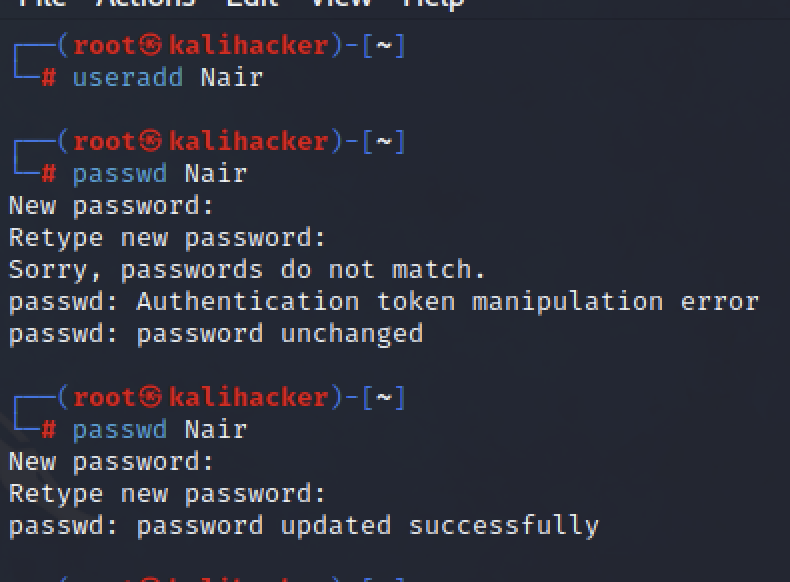 File Actions Edit View Help
┌──(root㉿kalihacker)-[~]
└─# useradd Nair
┌──(root㉿kalihacker)-[~]
└─# passwd Nair
New password:
Retype new password:
Sorry, passwords do not match.
passwd: Authentication token manipulation error
passwd: password unchanged
┌──(root㉿kalihacker)-[~]
└─# passwd Nair
New password:
Retype new password:
passwd: password updated successfully